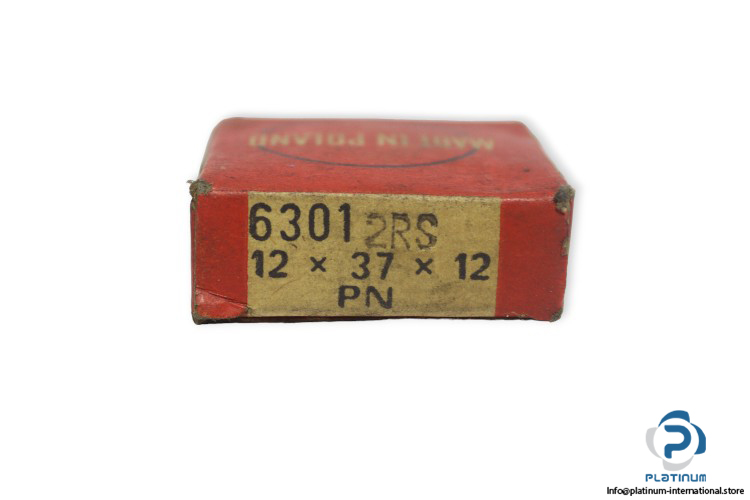 MADE IN POLAND
6301 2RS
12 × 37 × 12
PN
PLATINUM
Info@platinum-international.store